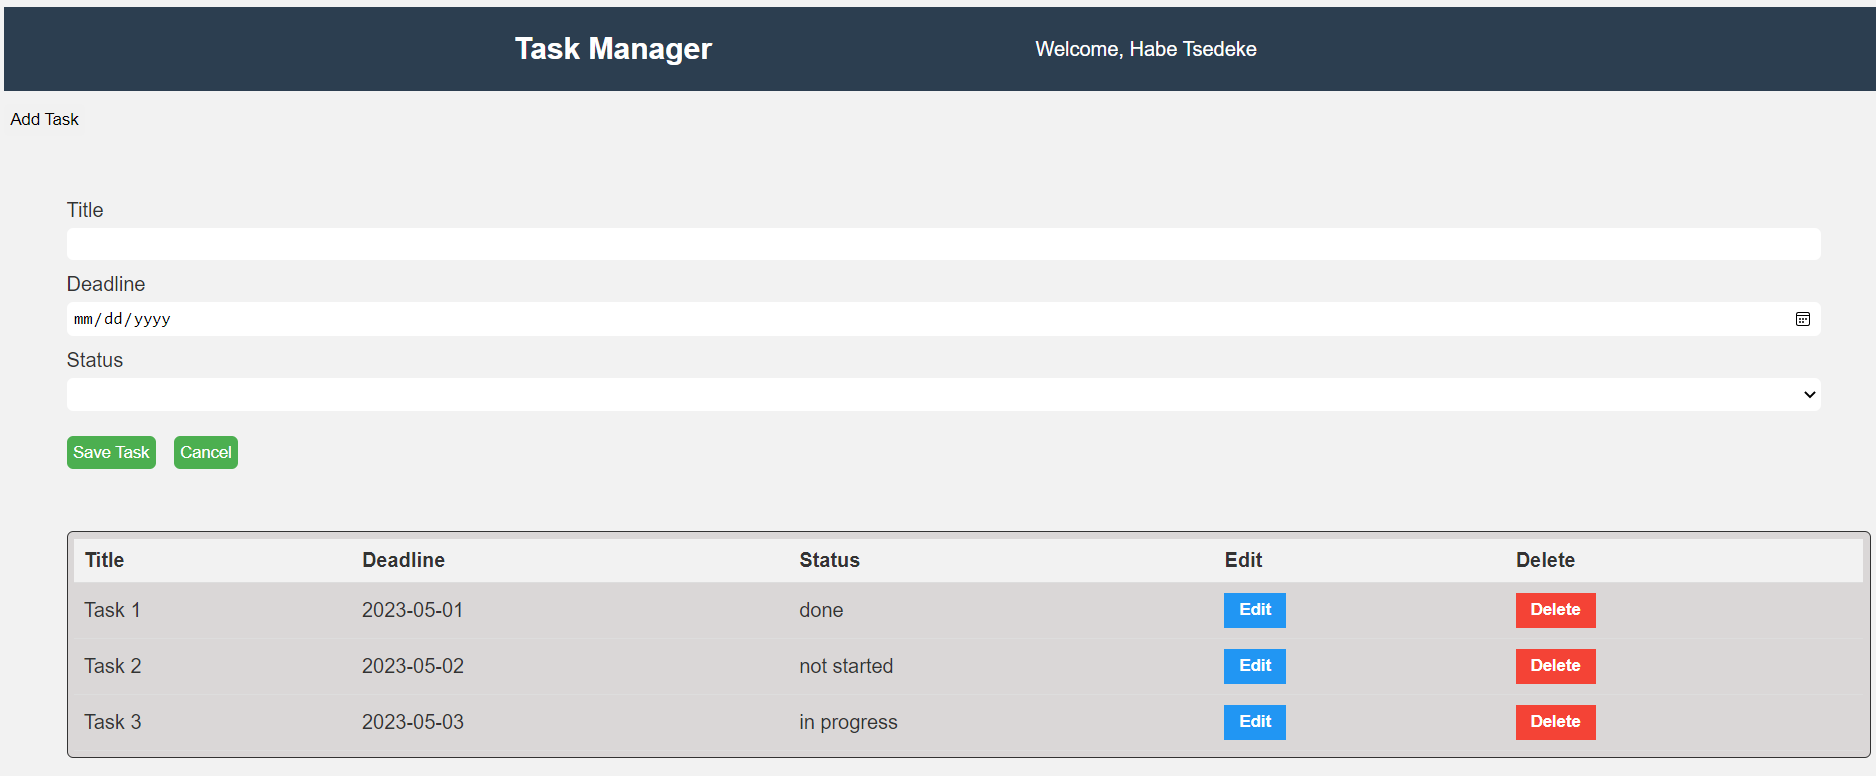 Task Manager Welcome, Habe Tsedeke
Add Task
Title
Deadline
mm/dd/yyyy
Status
Save Task Cancel
Title Deadline Status Edit Delete
Task 1 2023-05-01 done Edit Delete
Task 2 2023-05-02 not started Edit Delete
Task 3 2023-05-03 in progress Edit Delete